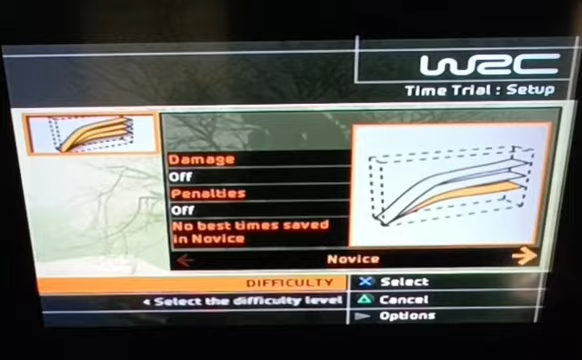 WRC
Time Trial : Setup
Damage
Off
Penalties
Off
No best times saved
in Novice
Novice
DIFFICULTY
Select
Select the difficulty level
Cancel
Options